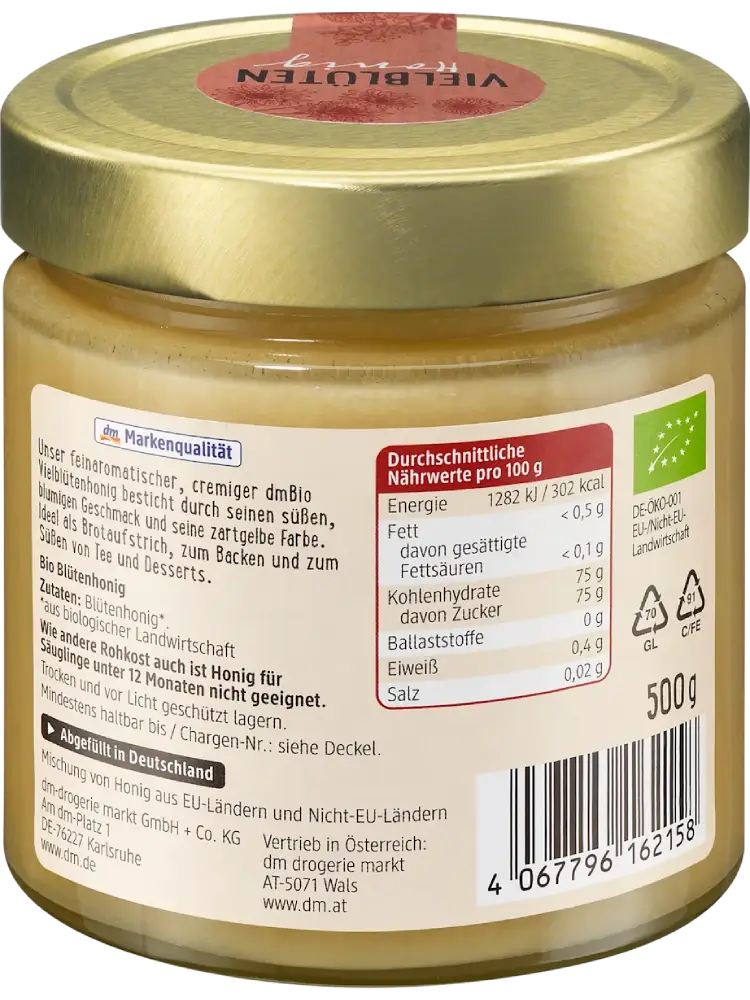 VIELBLÜTEN
Honig
dm Markenqualität
Unser feinaromatischer, cremiger dmBio
Vielblütenhonig besticht durch seinen süßen,
blumigen Geschmack und seine zartgelbe Farbe.
Ideal als Brotaufstrich, zum Backen und zum
Süßen von Tee und Desserts.
Bio Blütenhonig
Zutaten: Blütenhonig*.
*aus biologischer Landwirtschaft
Wie andere Rohkost auch ist Honig für
Säuglinge unter 12 Monaten nicht geeignet.
Trocken und vor Licht geschützt lagern.
Mindestens haltbar bis / Chargen-Nr.: siehe Deckel.
Abgefüllt in Deutschland
Mischung von Honig aus EU-Ländern und Nicht-EU-Ländern
dm-drogerie markt GmbH + Co. KG
Am dm-Platz 1
DE-76227 Karlsruhe
www.dm.de
Vertrieb in Österreich:
dm drogerie markt
AT-5071 Wals
www.dm.at
Durchschnittliche
Nährwerte pro 100 g
Energie 1282 kJ / 302 kcal
Fett < 0,5 g
davon gesättigte
Fettsäuren < 0,1 g
Kohlenhydrate 75 g
davon Zucker 75 g
Ballaststoffe 0 g
Eiweiß 0,4 g
Salz 0,02 g
DE-ÖKO-001
EU-/Nicht-EU-
Landwirtschaft
70
GL
91
C/FE
500 g
4 067796 162158